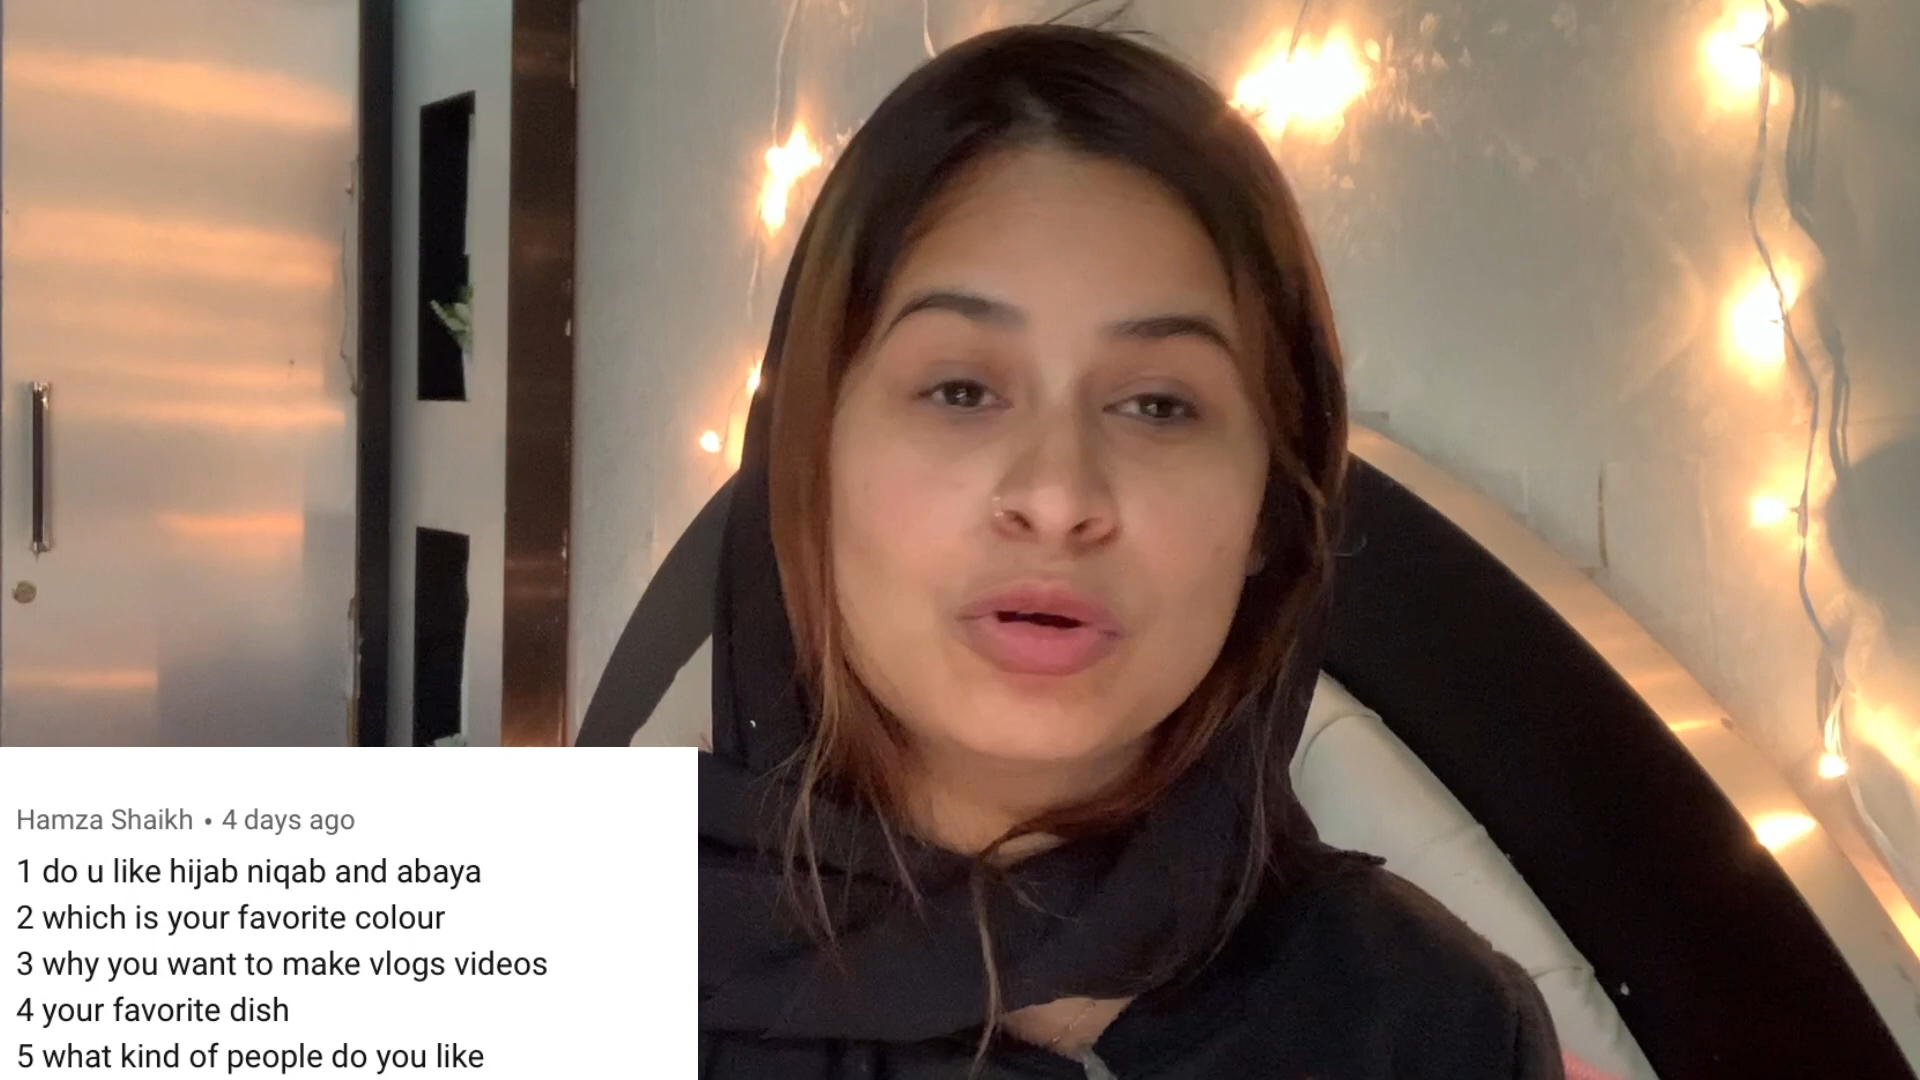 Hamza Shaikh • 4 days ago
1 do u like hijab niqab and abaya
2 which is your favorite colour
3 why you want to make vlogs videos
4 your favorite dish
5 what kind of people do you like